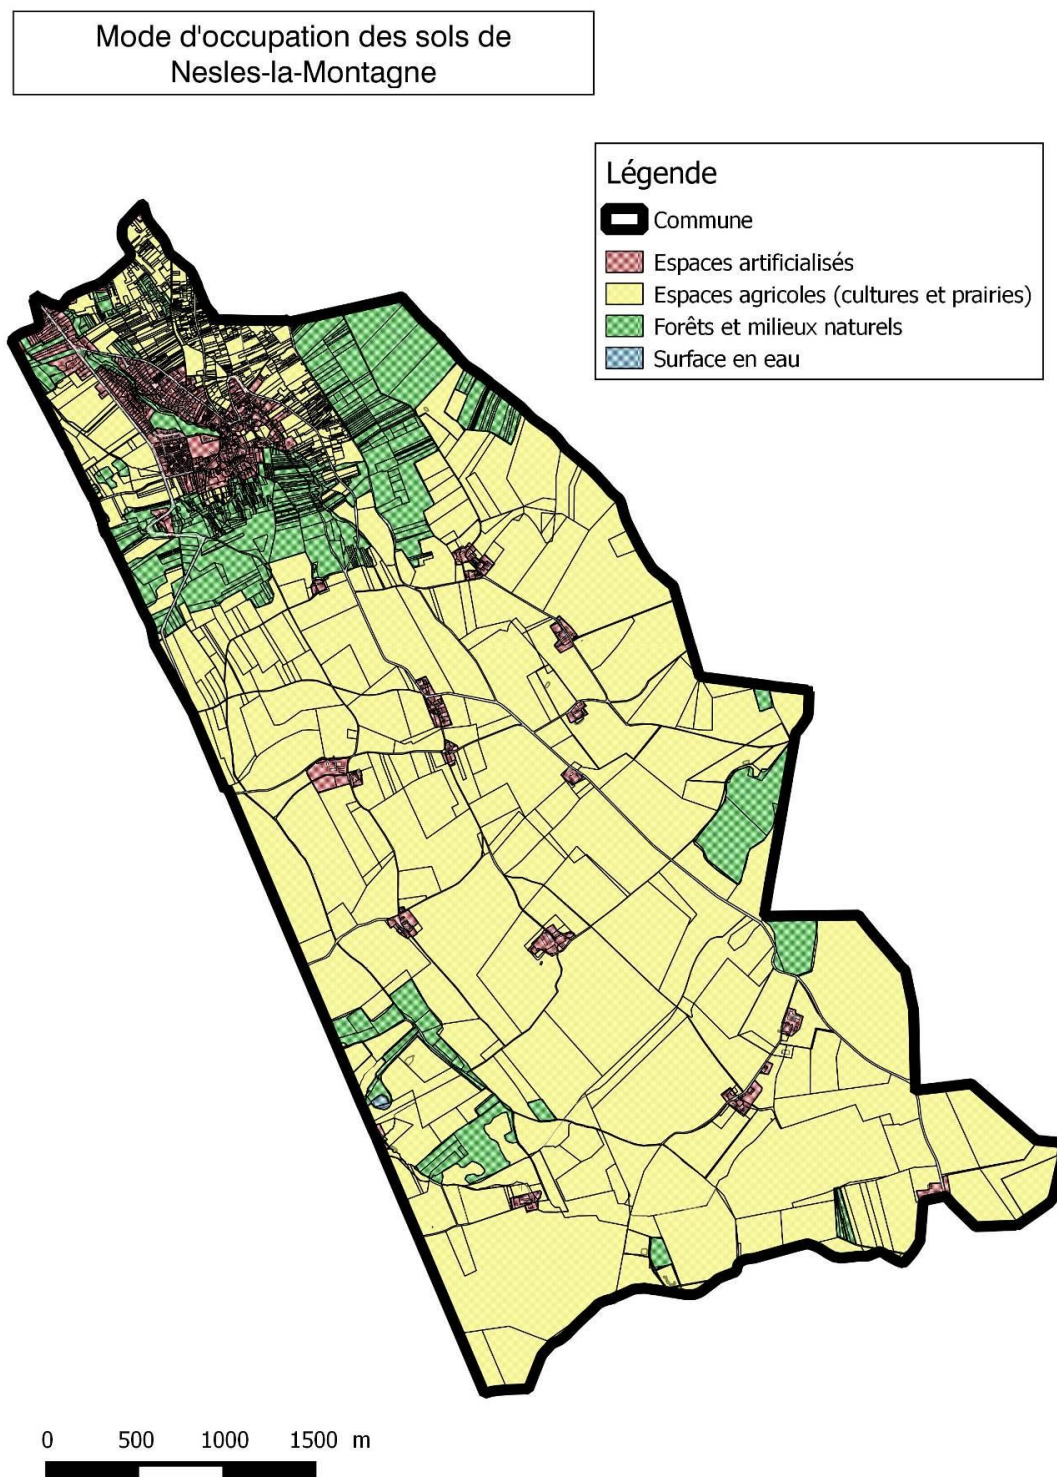 Mode d'occupation des sols de
Nesles-la-Montagne
Légende
Commune
Espaces artificialisés
Espaces agricoles (cultures et prairies)
Forêts et milieux naturels
Surface en eau
0 500 1000 1500 m